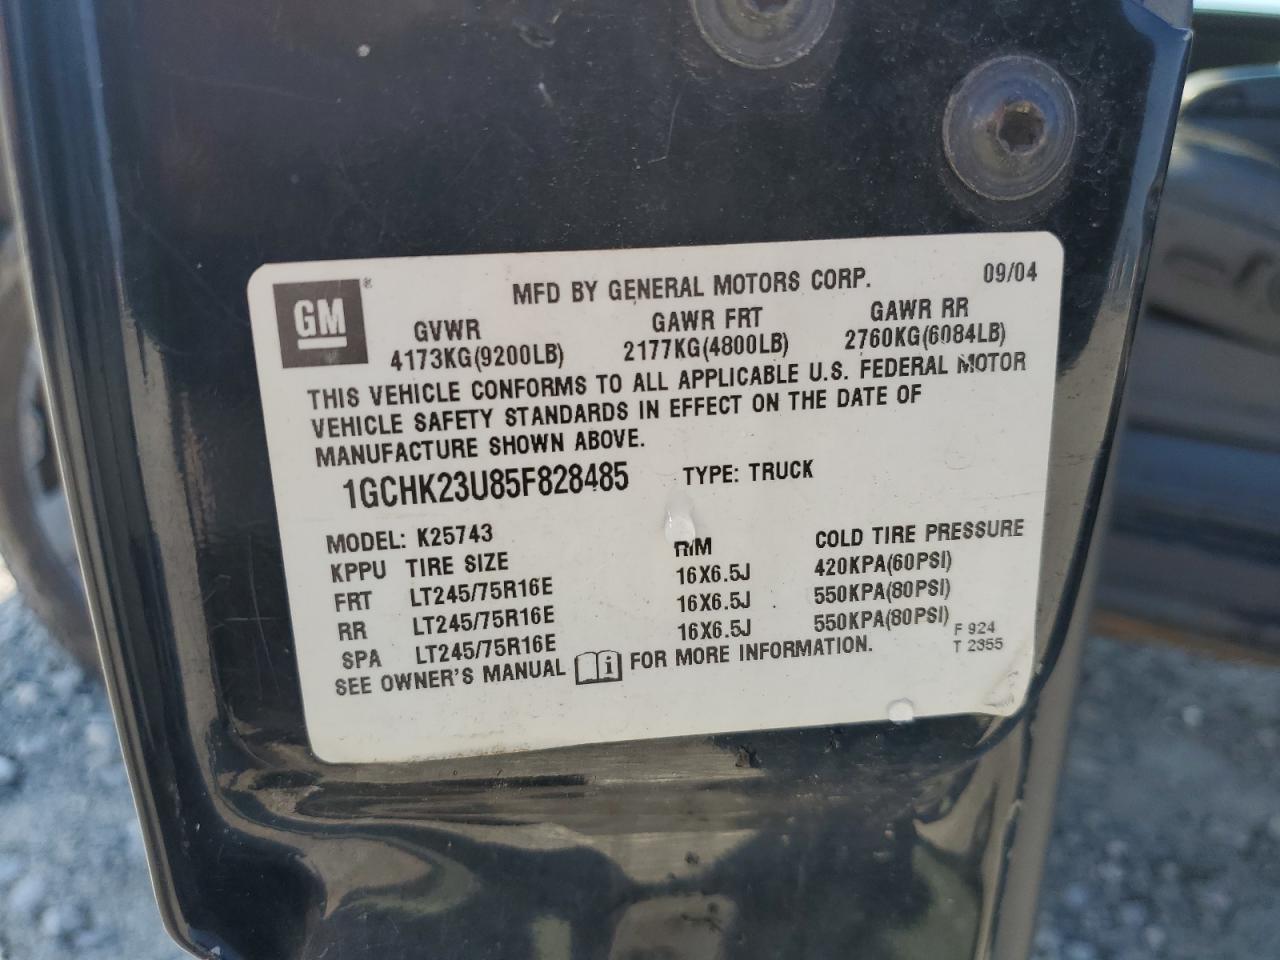 GM ®
MFD BY GENERAL MOTORS CORP.
09/04
GVWR GAWR FRT GAWR RR
4173KG(9200LB) 2177KG(4800LB) 2760KG(6084LB)
THIS VEHICLE CONFORMS TO ALL APPLICABLE U.S. FEDERAL MOTOR
VEHICLE SAFETY STANDARDS IN EFFECT ON THE DATE OF
MANUFACTURE SHOWN ABOVE.
1GCHK23U85F828485 TYPE: TRUCK
MODEL: K25743
KPPU TIRE SIZE RIM COLD TIRE PRESSURE
FRT LT245/75R16E 16X6.5J 420KPA(60PSI)
RR LT245/75R16E 16X6.5J 550KPA(80PSI)
SPA LT245/75R16E 16X6.5J 550KPA(80PSI)
SEE OWNER'S MANUAL i FOR MORE INFORMATION.
F 924
T 2355